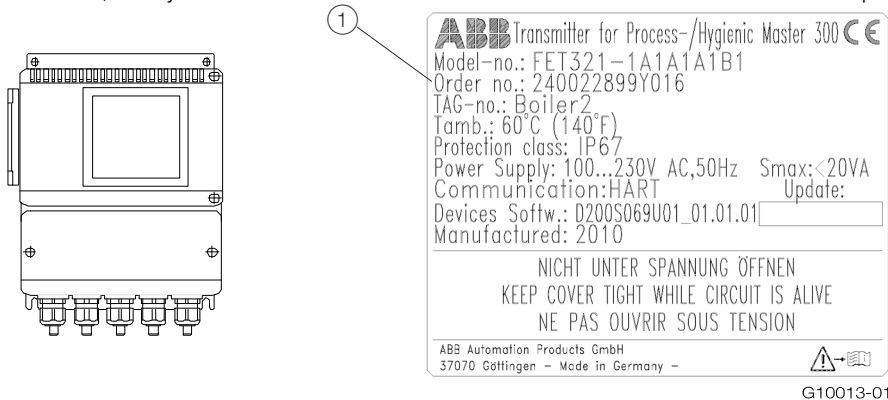 1
ABB Transmitter for Process-/Hygienic Master 300 CE
Model-no.: FET321-1A1A1A1B1
Order no.: 240022899Y016
TAG-no.: Boiler2
Tamb.: 60°C (140°F)
Protection class: IP67
Power Supply: 100...230V AC,50Hz Smax:<20VA
Communication:HART Update:
Devices Softw.: D200S069U01_01.01.01
Manufactured: 2010
NICHT UNTER SPANNUNG ÖFFNEN
KEEP COVER TIGHT WHILE CIRCUIT IS ALIVE
NE PAS OUVRIR SOUS TENSION
ABB Automation Products GmbH
37070 Göttingen - Made in Germany -
G10013-01